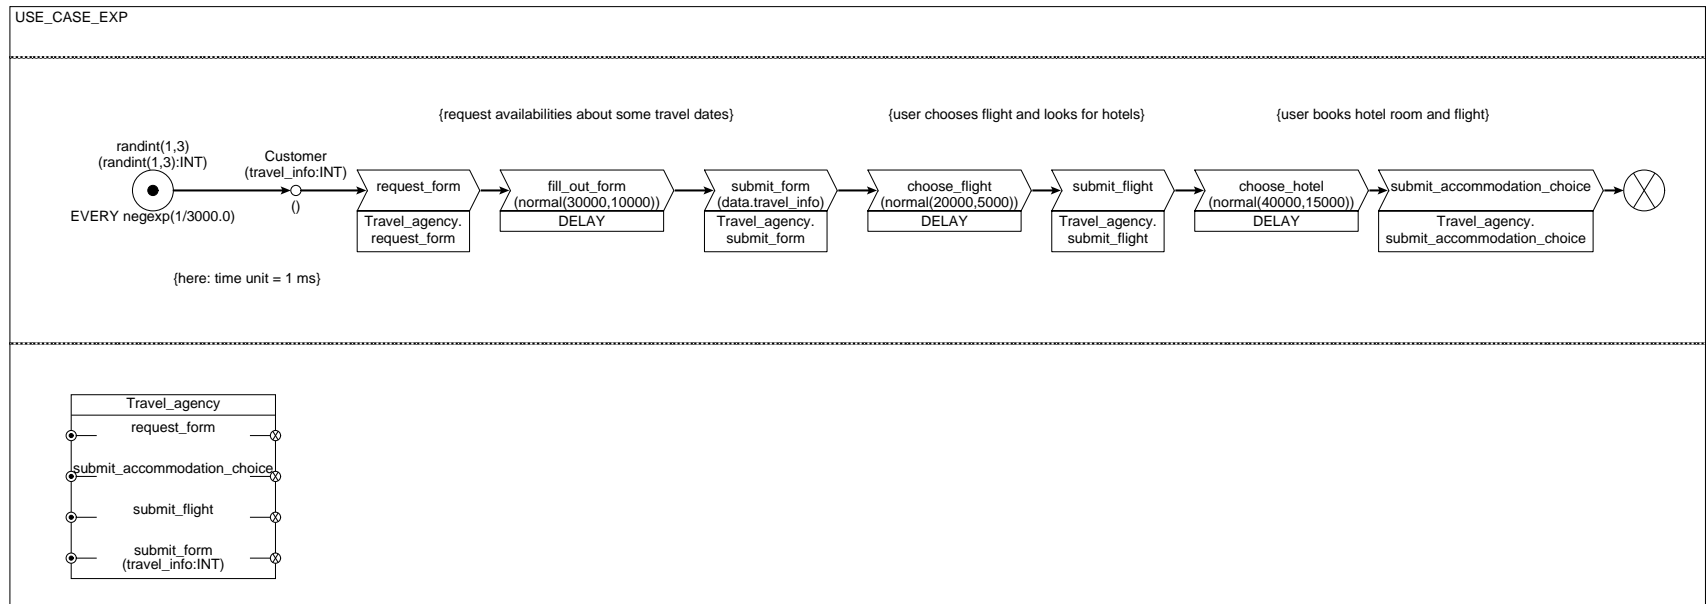 USE_CASE_EXP
{request availabilities about some travel dates}
{user chooses flight and looks for hotels}
{user books hotel room and flight}
randint(1,3)
(randint(1,3):INT)
EVERY negexp(1/3000.0)
Customer
(travel_info:INT)
()
request_form
Travel_agency.
request_form
fill_out_form
(normal(30000,10000))
DELAY
submit_form
(data.travel_info)
Travel_agency.
submit_form
choose_flight
(normal(20000,5000))
DELAY
submit_flight
Travel_agency.
submit_flight
choose_hotel
(normal(40000,15000))
DELAY
submit_accommodation_choice
Travel_agency.
submit_accommodation_choice
{here: time unit = 1 ms}
Travel_agency
request_form
submit_accommodation_choice
submit_flight
submit_form
(travel_info:INT)